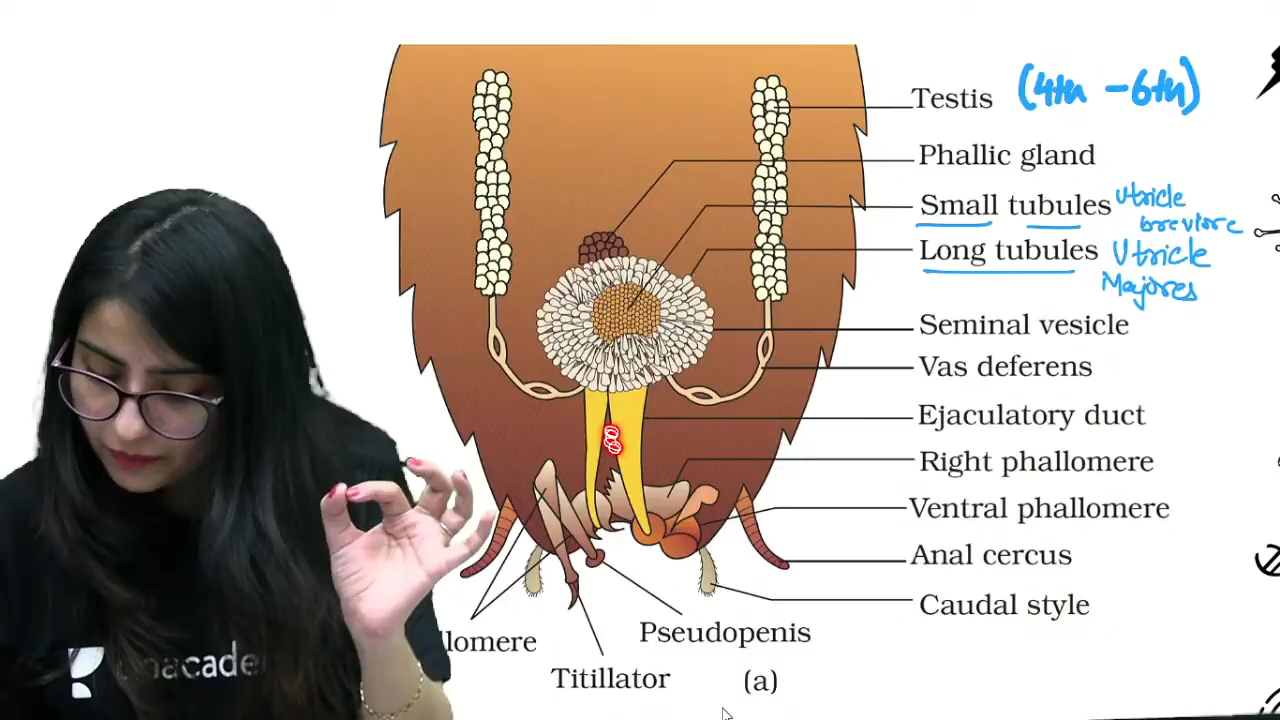 Testis (4th - 6th)
Phallic gland
Small tubules Utricle
breviore
Long tubules Utricle
Majores
Seminal vesicle
Vas deferens
Ejaculatory duct
Right phallomere
Ventral phallomere
Anal cercus
Caudal style
llomere
Pseudopenis
Titillator
(a)